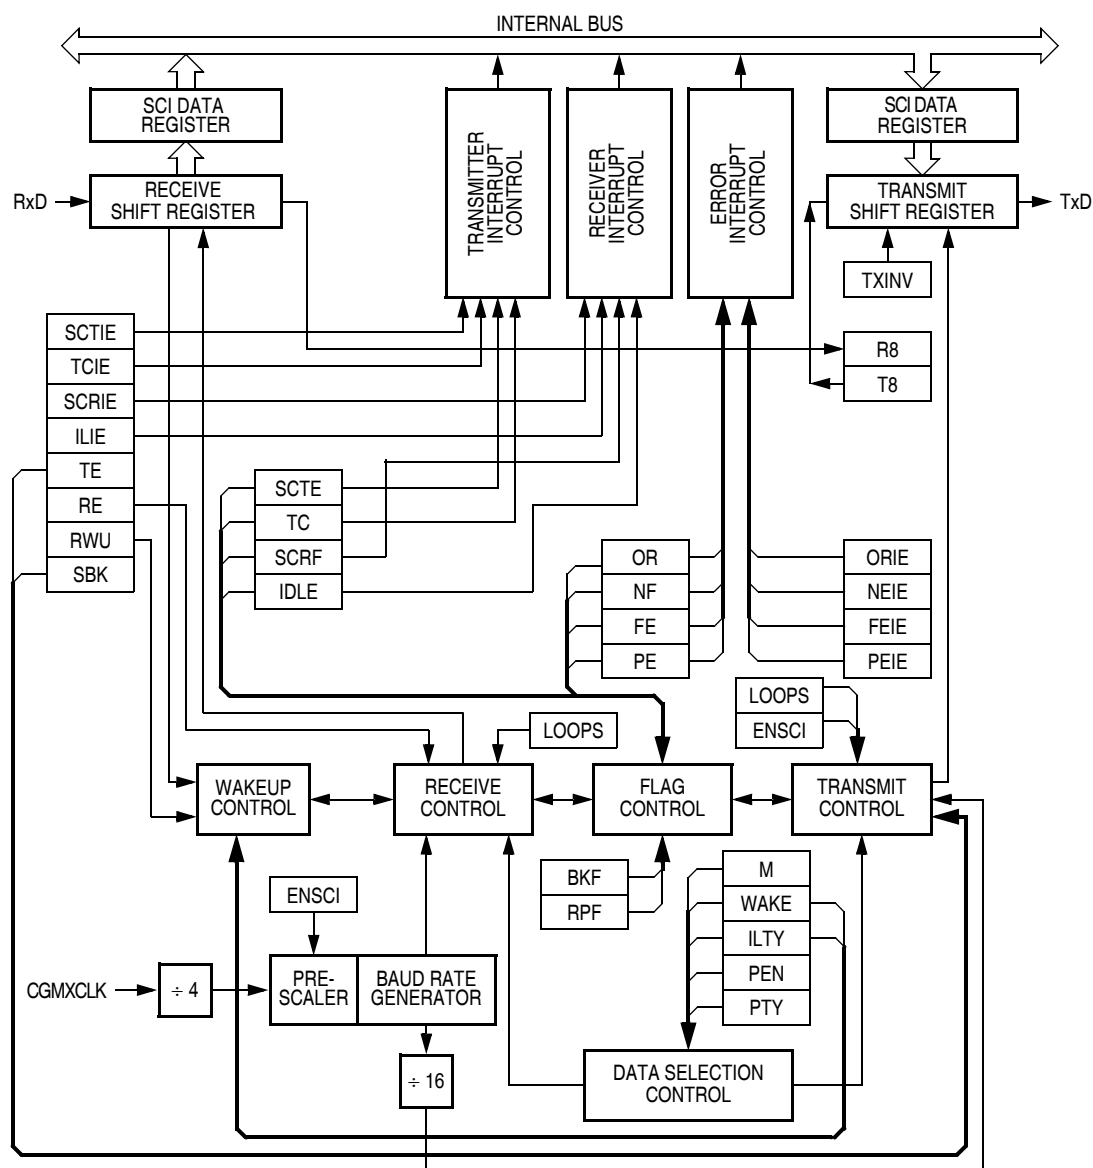 INTERNAL BUS
SCI DATA
REGISTER
TRANSMITTER
INTERRUPT
CONTROL
RECEIVER
INTERRUPT
CONTROL
ERROR
INTERRUPT
CONTROL
SCI DATA
REGISTER
RxD
RECEIVE
SHIFT REGISTER
TRANSMIT
SHIFT REGISTER
TxD
TXINV
SCTIE
TCIE
SCRIE
ILIE
TE
RE
RWU
SBK
R8
T8
SCTE
TC
SCRF
IDLE
OR
NF
FE
PE
ORIE
NEIE
FEIE
PEIE
LOOPS
LOOPS
ENSCI
WAKEUP
CONTROL
RECEIVE
CONTROL
FLAG
CONTROL
TRANSMIT
CONTROL
BKF
RPF
M
WAKE
ILTY
PEN
PTY
ENSCI
CGMXCLK
÷ 4
PRE-
SCALER
BAUD RATE
GENERATOR
÷ 16
DATA SELECTION
CONTROL